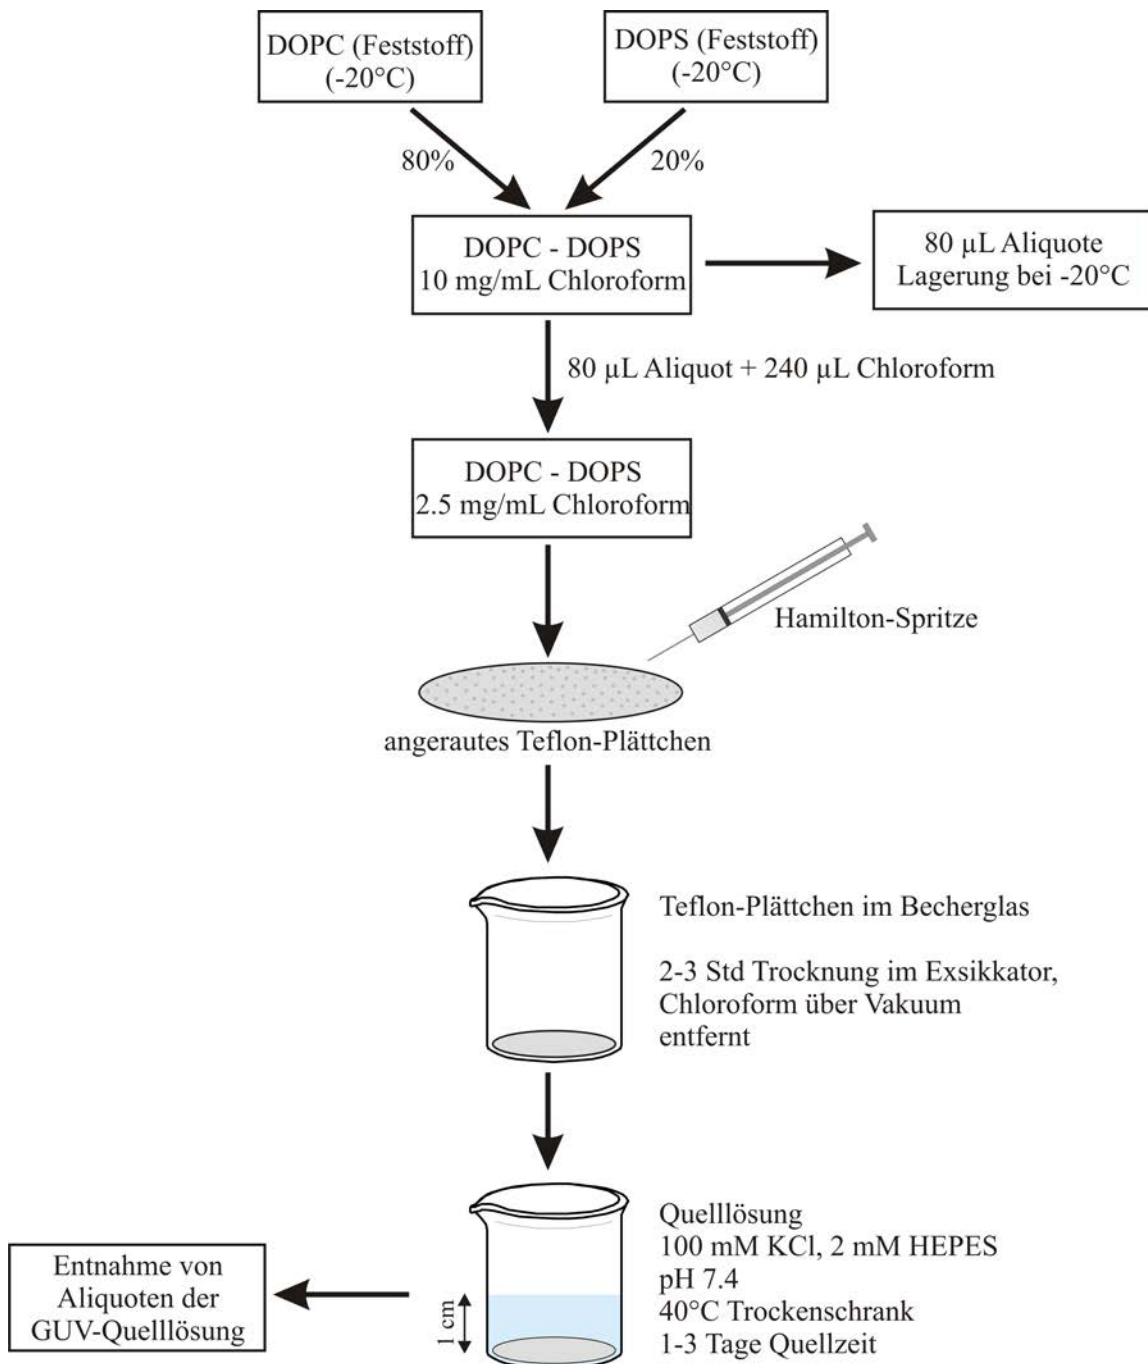 DOPC (Feststoff)
(-20°C)
DOPS (Feststoff)
(-20°C)
80%
20%
DOPC - DOPS
10 mg/mL Chloroform
80 µL Aliquote
Lagerung bei -20°C
80 µL Aliquot + 240 µL Chloroform
DOPC - DOPS
2.5 mg/mL Chloroform
Hamilton-Spritze
angerautes Teflon-Plättchen
Teflon-Plättchen im Becherglas
2-3 Std Trocknung im Exsikkator,
Chloroform über Vakuum
entfernt
Quelllösung
100 mM KCl, 2 mM HEPES
pH 7.4
40°C Trockenschrank
1-3 Tage Quellzeit
1 cm
Entnahme von
Aliquoten der
GUV-Quelllösung